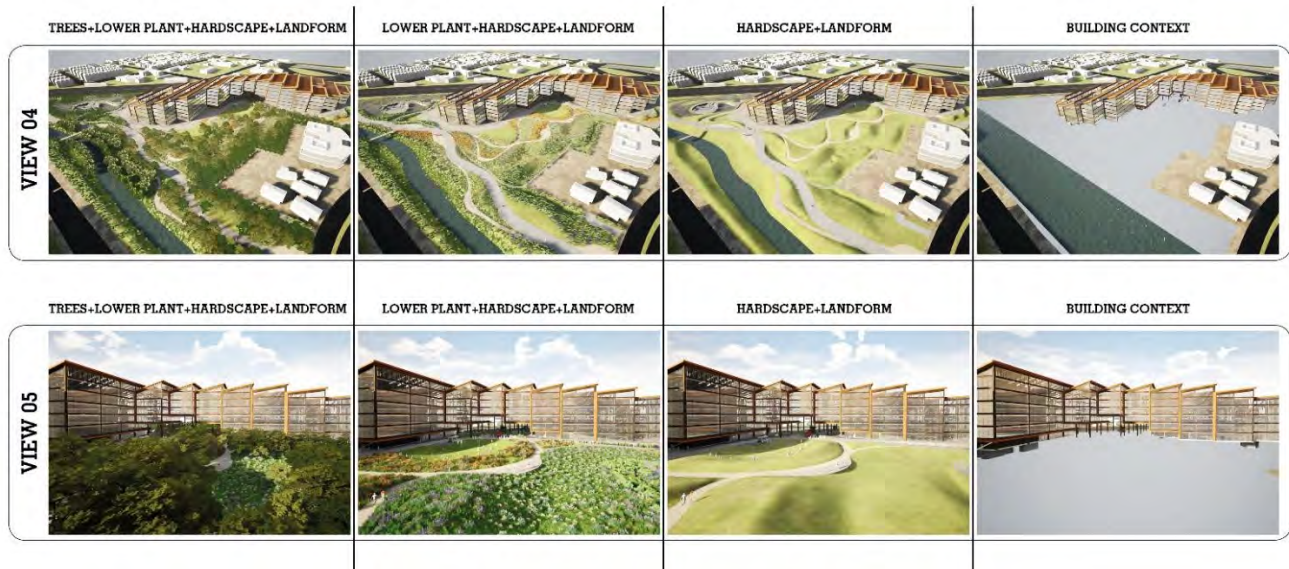 TREES+LOWER PLANT+HARDSCAPE+LANDFORM
LOWER PLANT+HARDSCAPE+LANDFORM
HARDSCAPE+LANDFORM
BUILDING CONTEXT
VIEW 04
TREES+LOWER PLANT+HARDSCAPE+LANDFORM
LOWER PLANT+HARDSCAPE+LANDFORM
HARDSCAPE+LANDFORM
BUILDING CONTEXT
VIEW 05